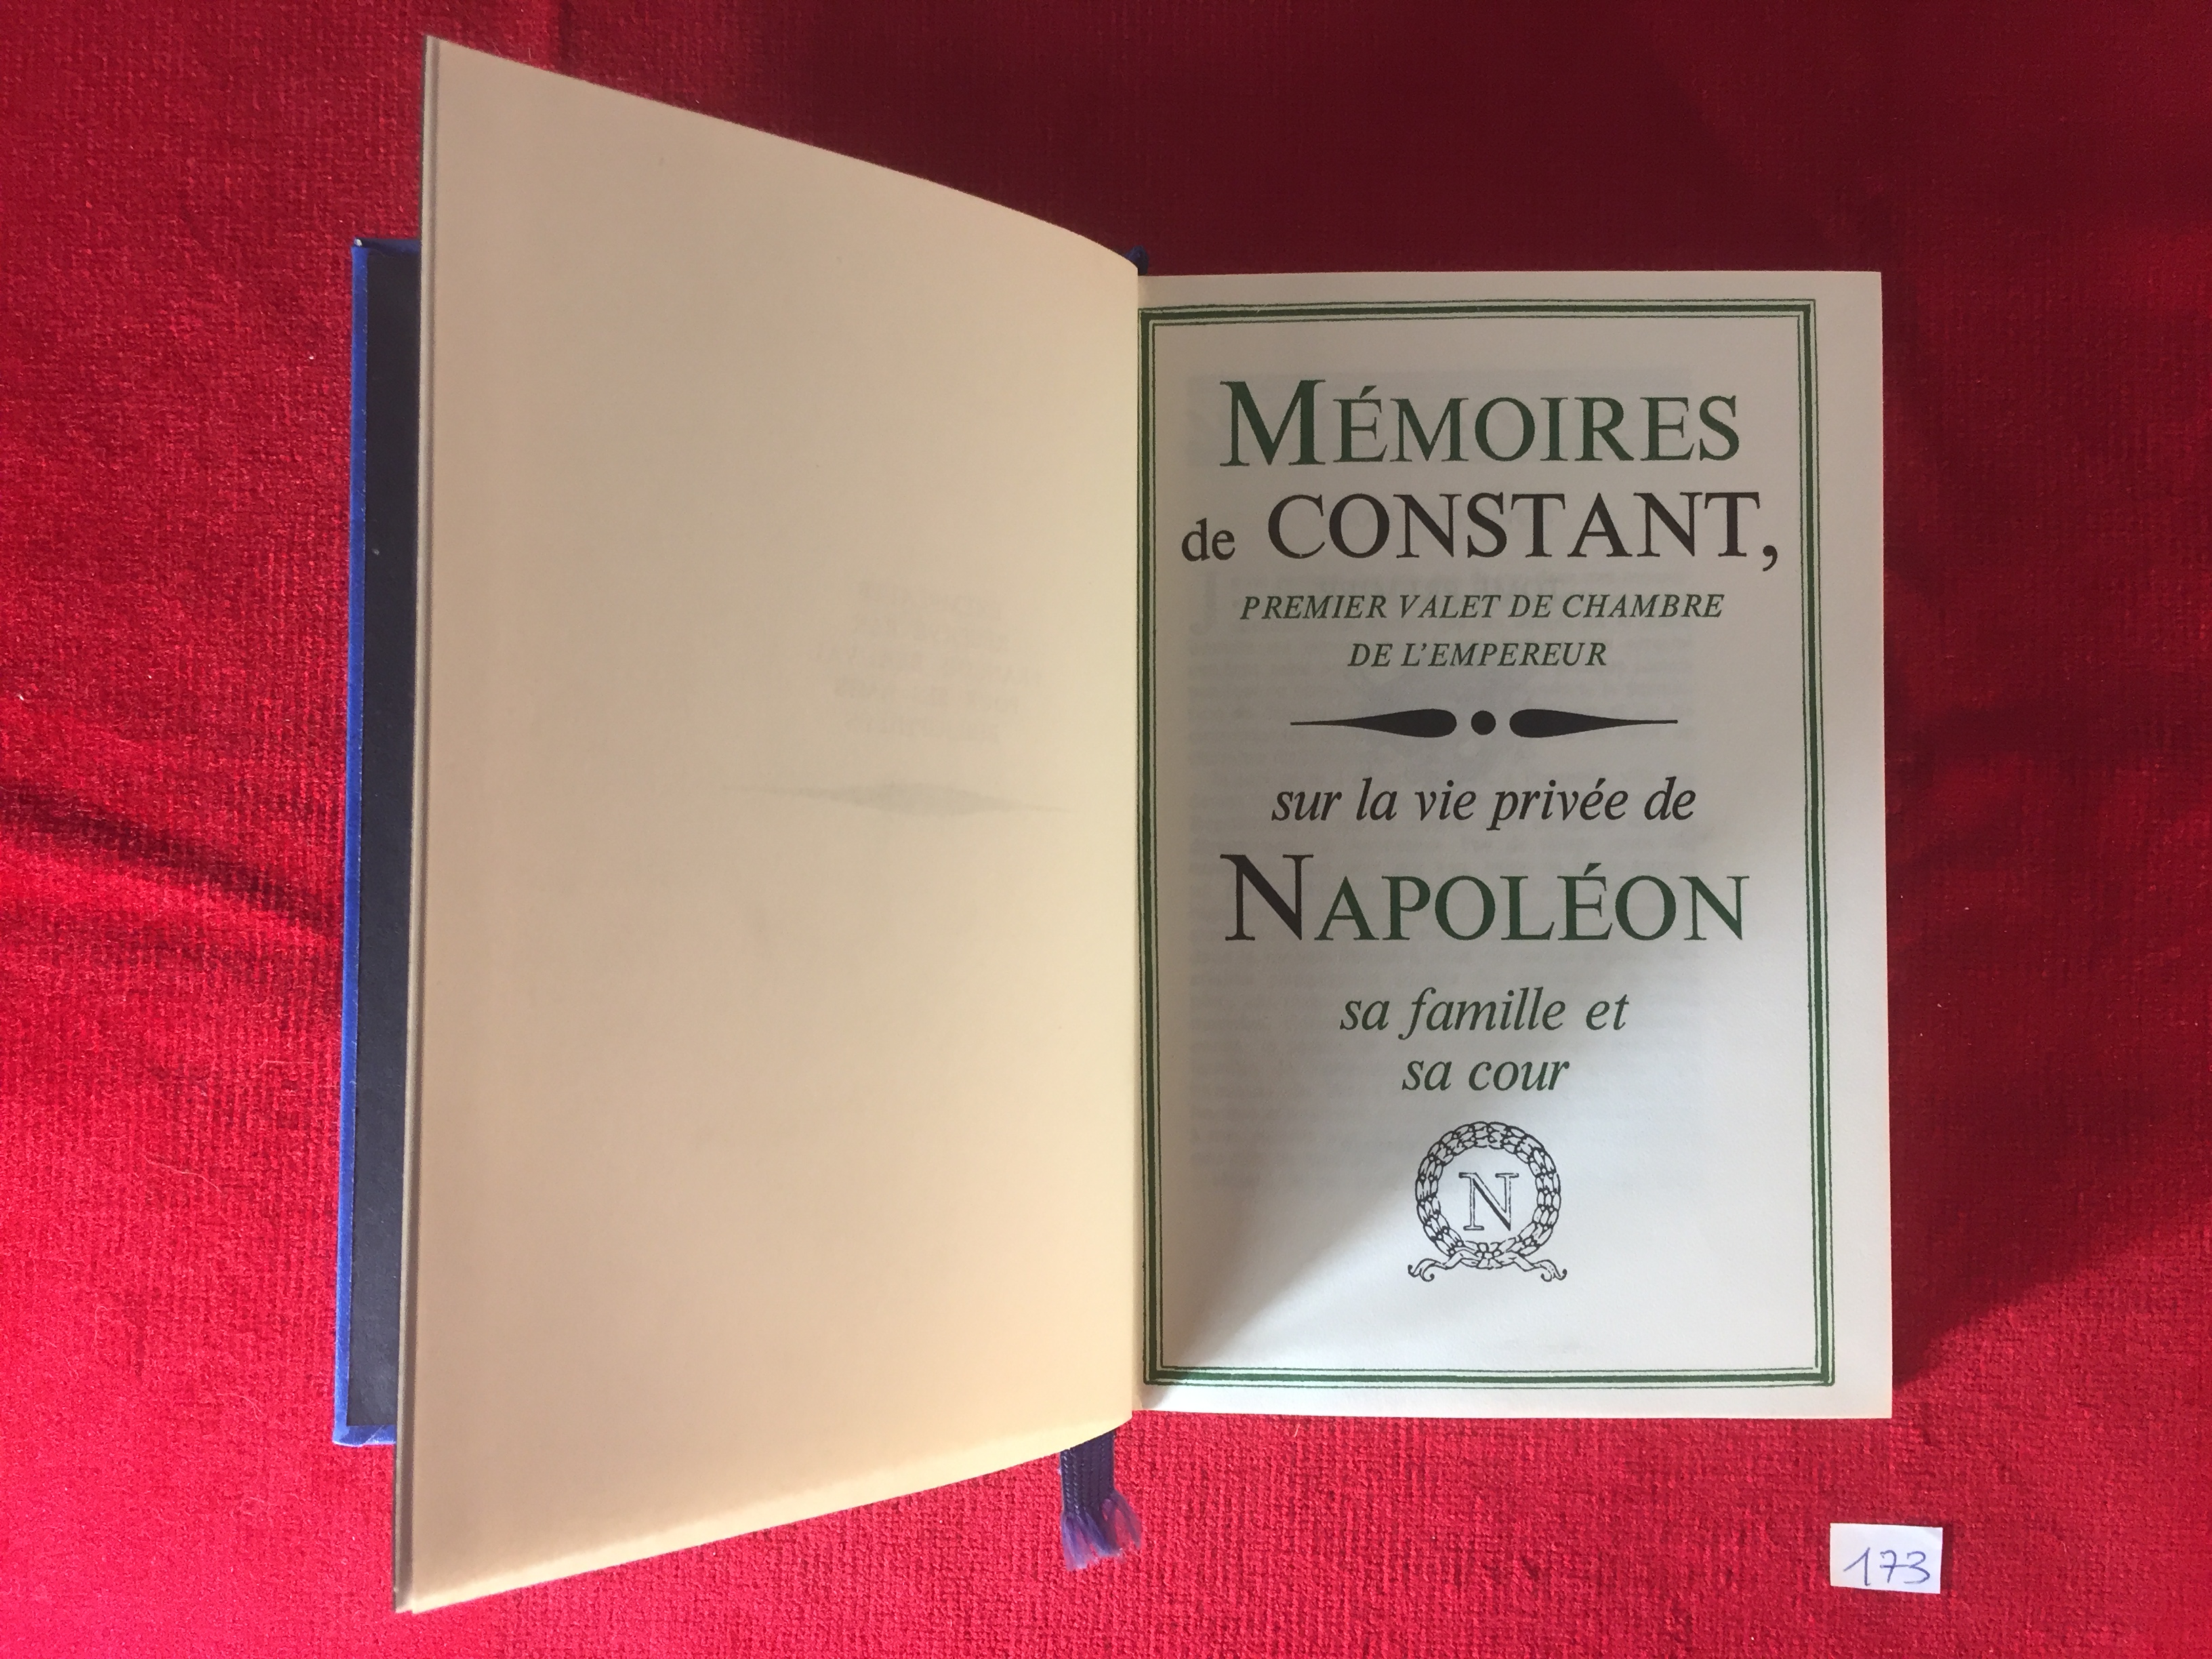 MÉMOIRES
de CONSTANT,
PREMIER VALET DE CHAMBRE
DE L'EMPEREUR
sur la vie privée de
NAPOLÉON
sa famille et
sa cour
N
173